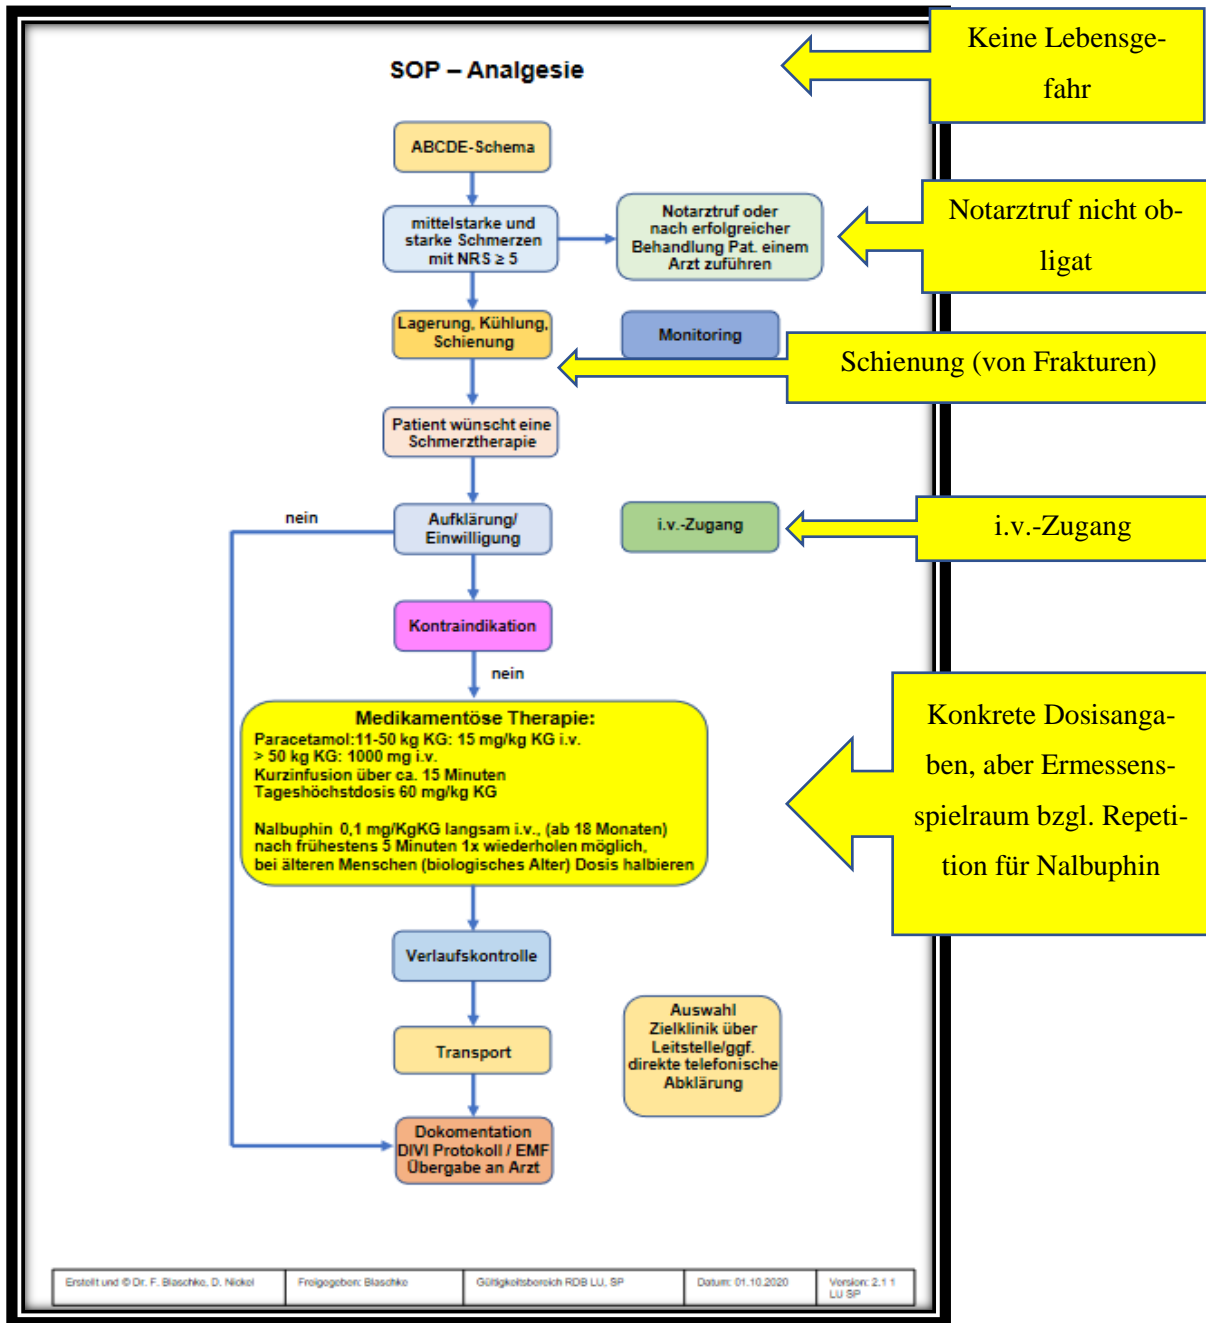 Keine Lebensge-
fahr
SOP – Analgesie
ABCDE-Schema
mittelstarke und
starke Schmerzen
mit NRS ≥ 5
Notarztruf oder
nach erfolgreicher
Behandlung Pat. einem
Arzt zuführen
Notarztruf nicht ob-
ligat
Lagerung, Kühlung,
Schienung
Monitoring
Schienung (von Frakturen)
Patient wünscht eine
Schmerztherapie
nein
Aufklärung/
Einwilligung
i.v.-Zugang
i.v.-Zugang
Kontraindikation
nein
Medikamentöse Therapie:
Paracetamol:11-50 kg KG: 15 mg/kg KG i.v.
> 50 kg KG: 1000 mg i.v.
Kurzinfusion über ca. 15 Minuten
Tageshöchstdosis 60 mg/kg KG
Nalbuphin 0,1 mg/KgKG langsam i.v., (ab 18 Monaten)
nach frühestens 5 Minuten 1x wiederholen möglich,
bei älteren Menschen (biologisches Alter) Dosis halbieren
Konkrete Dosisanga-
ben, aber Ermessens-
spielraum bzgl. Repeti-
tion für Nalbuphin
Verlaufskontrolle
Transport
Auswahl
Zielklinik über
Leitstelle/ggf.
direkte telefonische
Abklärung
Dokomentation
DIVI Protokoll / EMF
Übergabe an Arzt
Erstellt und © Dr. F. Blaschke, D. Nickel
Freigegeben: Blaschke
Gültigkeitsbereich RDB LU, SP
Datum: 01.10.2020
Version: 2.1 1
LU SP